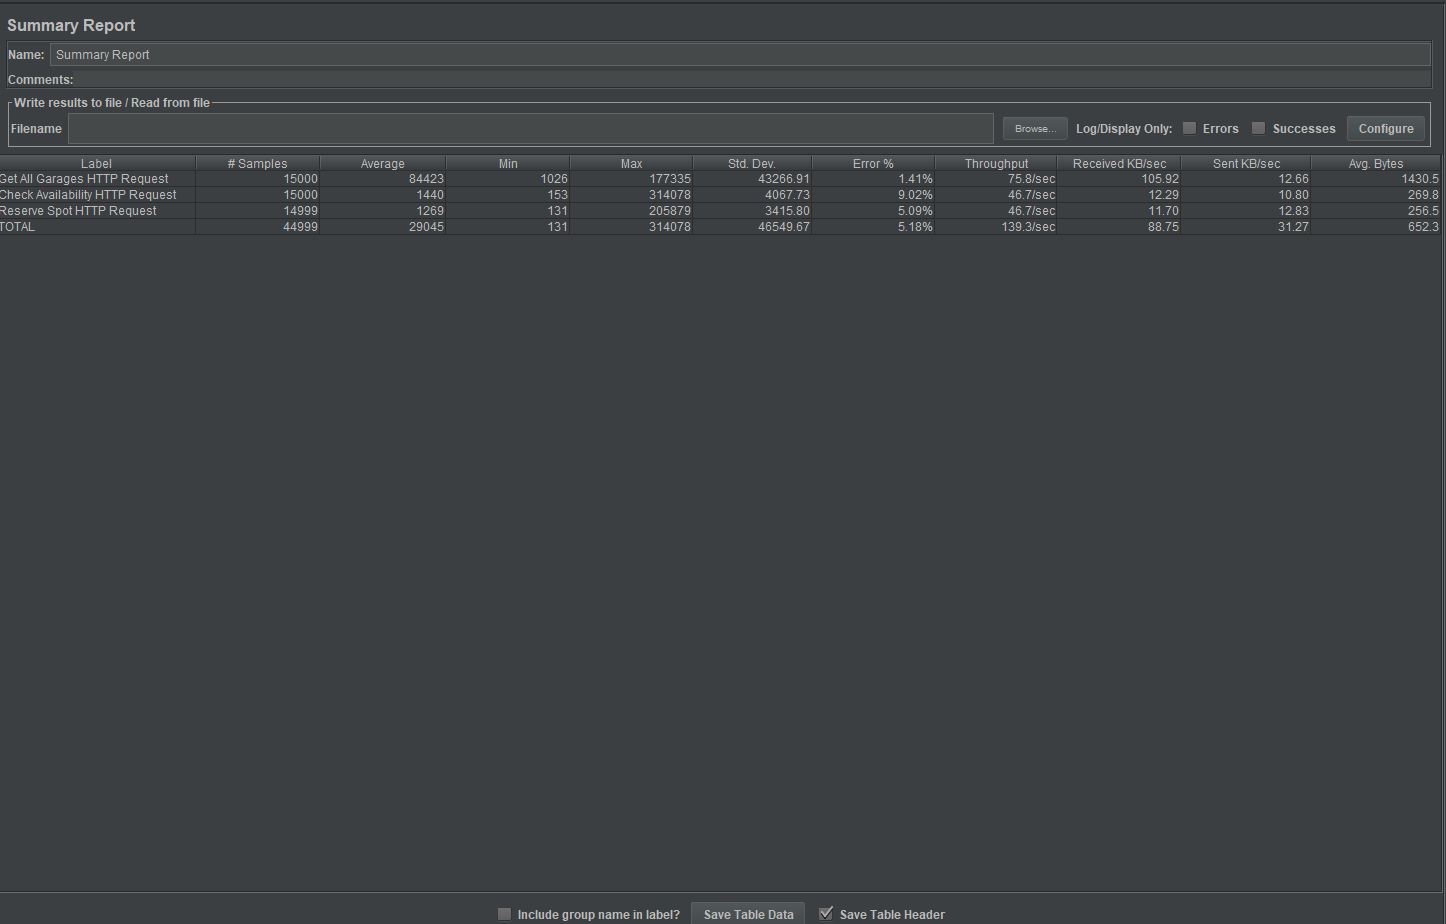 Summary Report
Name: Summary Report
Comments:
Write results to file / Read from file
Filename Browse... Log/Display Only: Errors Successes Configure
Label # Samples Average Min Max Std. Dev. Error % Throughput Received KB/sec Sent KB/sec Avg. Bytes
Get All Garages HTTP Request 15000 84423 1026 177335 43266.91 1.41% 75.8/sec 105.92 12.66 1430.5
Check Availability HTTP Request 15000 1440 153 314078 4067.73 9.02% 46.7/sec 12.29 10.80 269.8
Reserve Spot HTTP Request 14999 1269 131 205879 3415.80 5.09% 46.7/sec 11.70 12.83 256.5
TOTAL 44999 29045 131 314078 46549.67 5.18% 139.3/sec 88.75 31.27 652.3
Include group name in label? Save Table Data Save Table Header